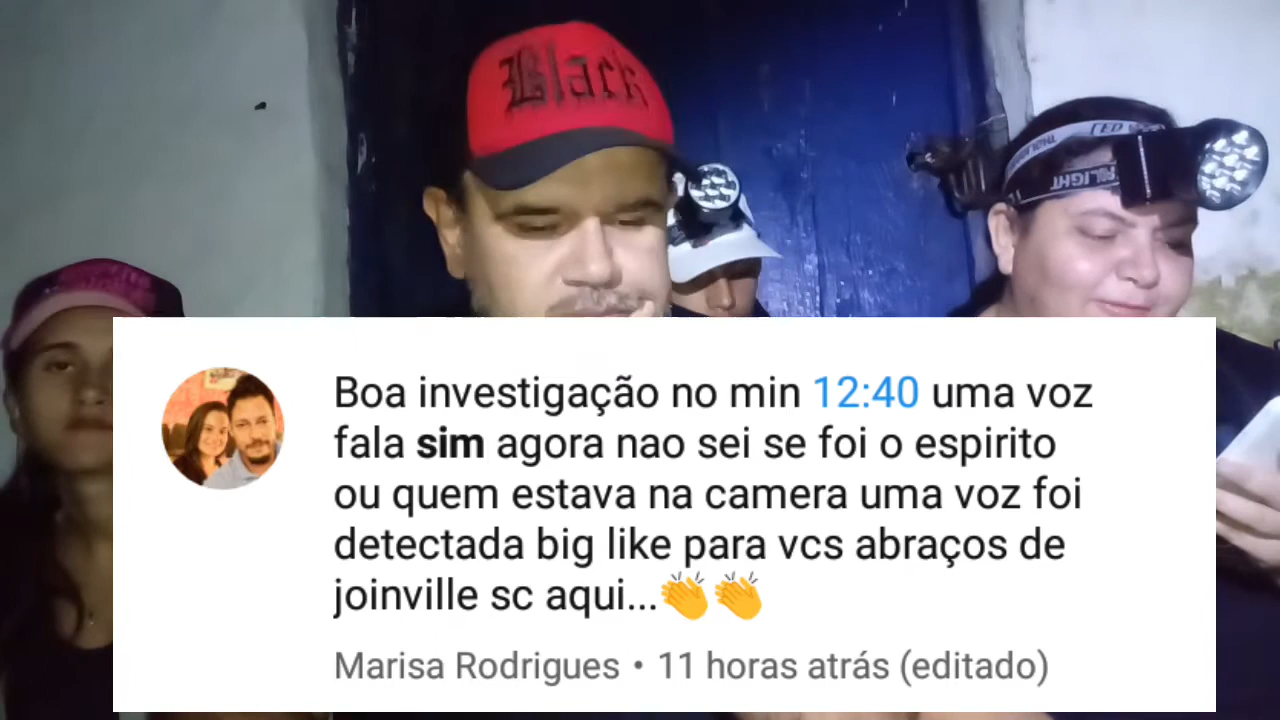 Black
LED
Boa investigação no min 12:40 uma voz
fala sim agora nao sei se foi o espirito
ou quem estava na camera uma voz foi
detectada big like para vcs abraços de
joinville sc aqui...👏👏
Marisa Rodrigues • 11 horas atrás (editado)